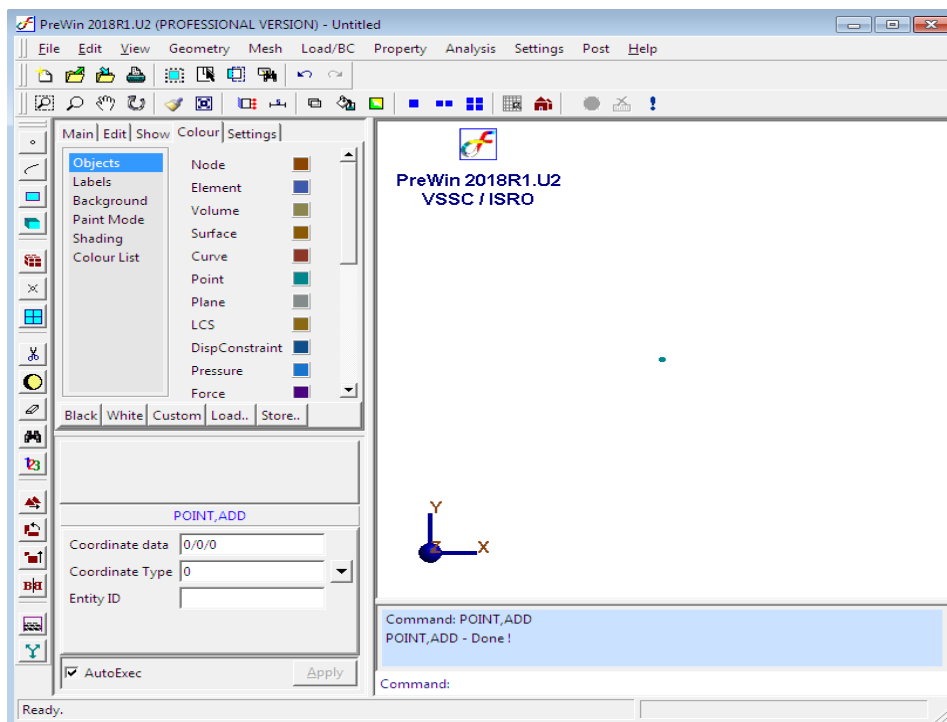 PreWin 2018R1.U2 (PROFESSIONAL VERSION) - Untitled
File Edit View Geometry Mesh Load/BC Property Analysis Settings Post Help
Main Edit Show Colour Settings
Objects
Labels
Background
Paint Mode
Shading
Colour List
Node
Element
Volume
Surface
Curve
Point
Plane
LCS
DispConstraint
Pressure
Force
Black White Custom Load.. Store..
POINT,ADD
Coordinate data 0/0/0
Coordinate Type 0
Entity ID
AutoExec Apply
PreWin 2018R1.U2
VSSC / ISRO
Y
Z X
Command: POINT,ADD
POINT,ADD - Done !
Command:
Ready.